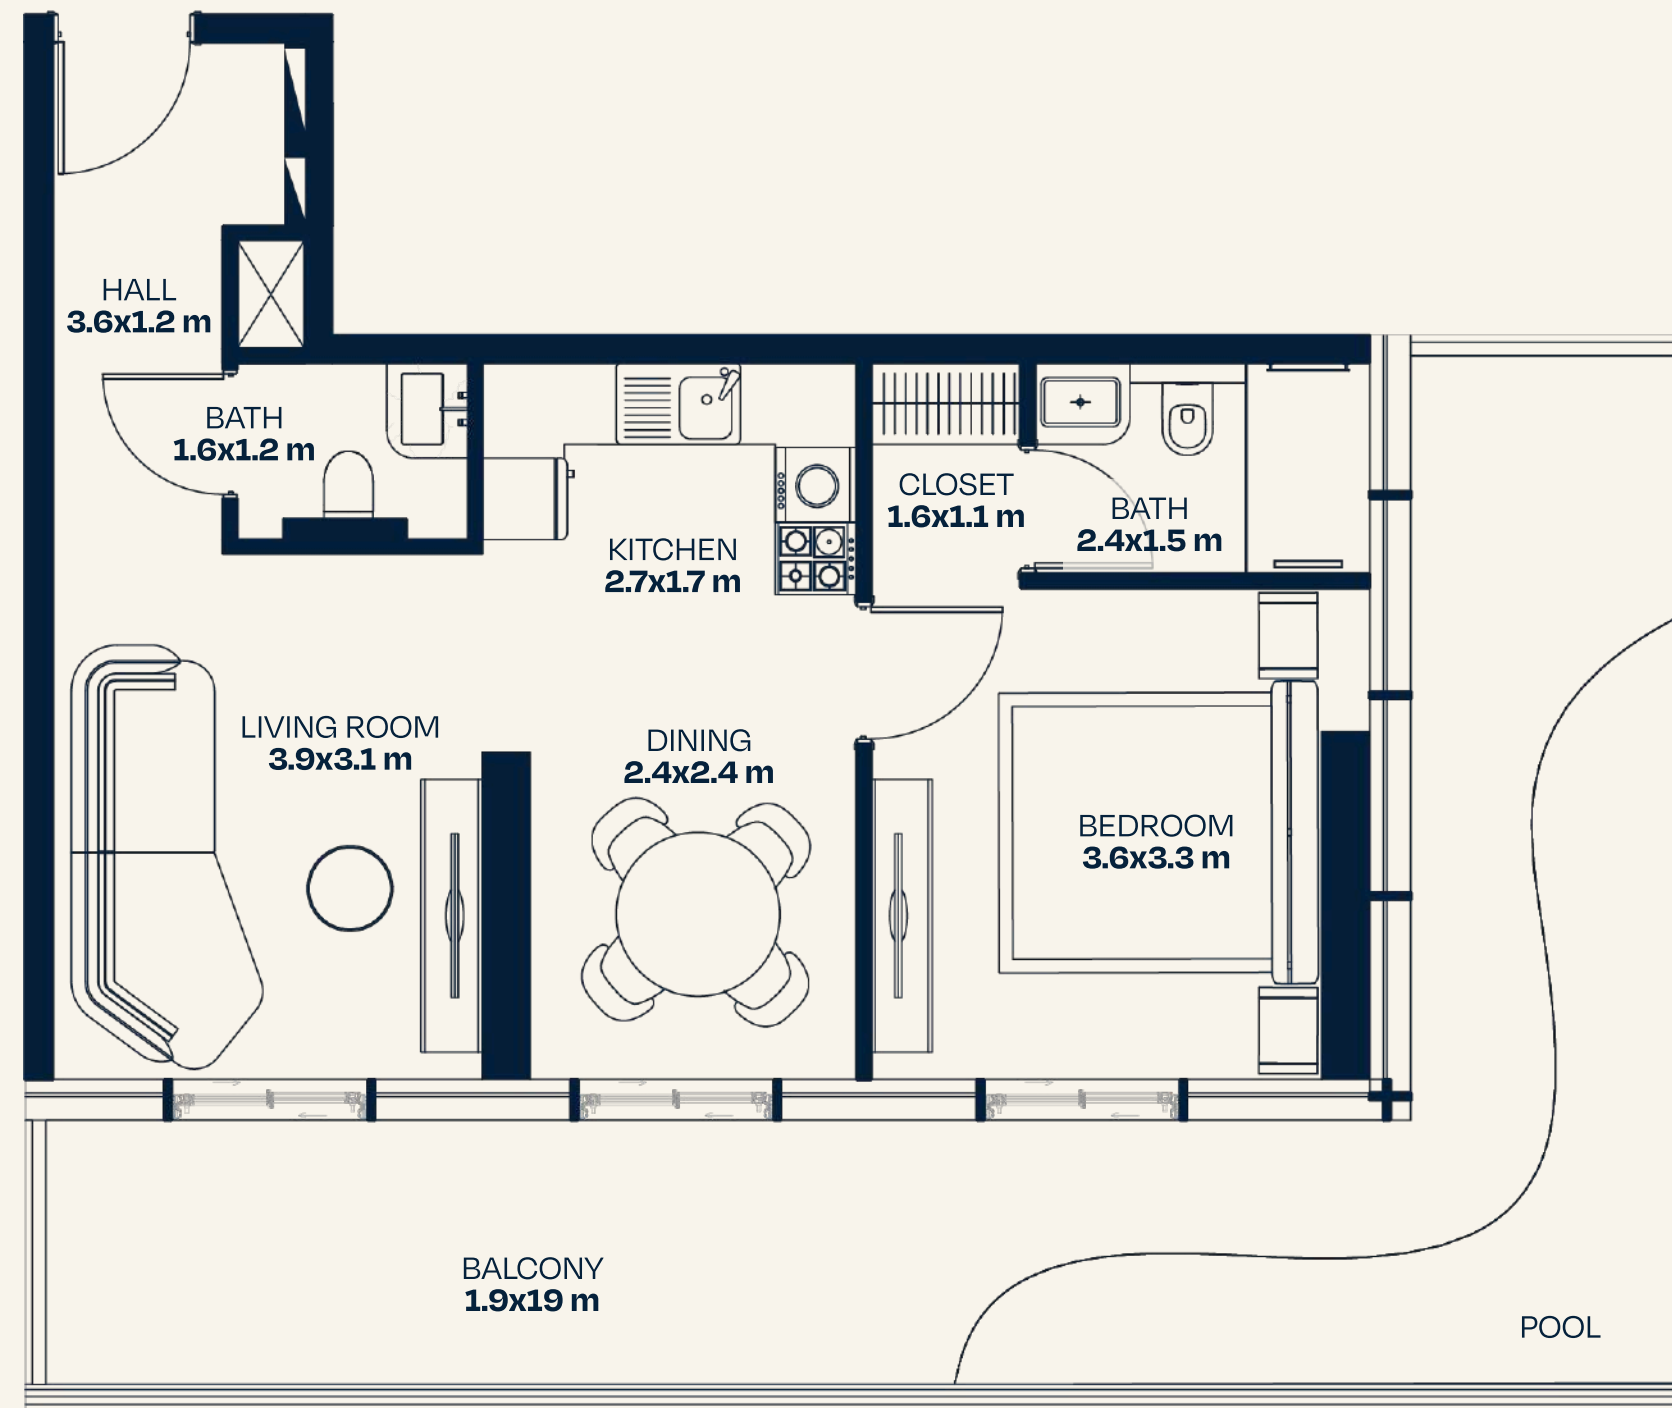 HALL
3.6x1.2 m
BATH
1.6x1.2 m
CLOSET
1.6x1.1 m
BATH
2.4x1.5 m
KITCHEN
2.7x1.7 m
LIVING ROOM
3.9x3.1 m
DINING
2.4x2.4 m
BEDROOM
3.6x3.3 m
BALCONY
1.9x19 m
POOL